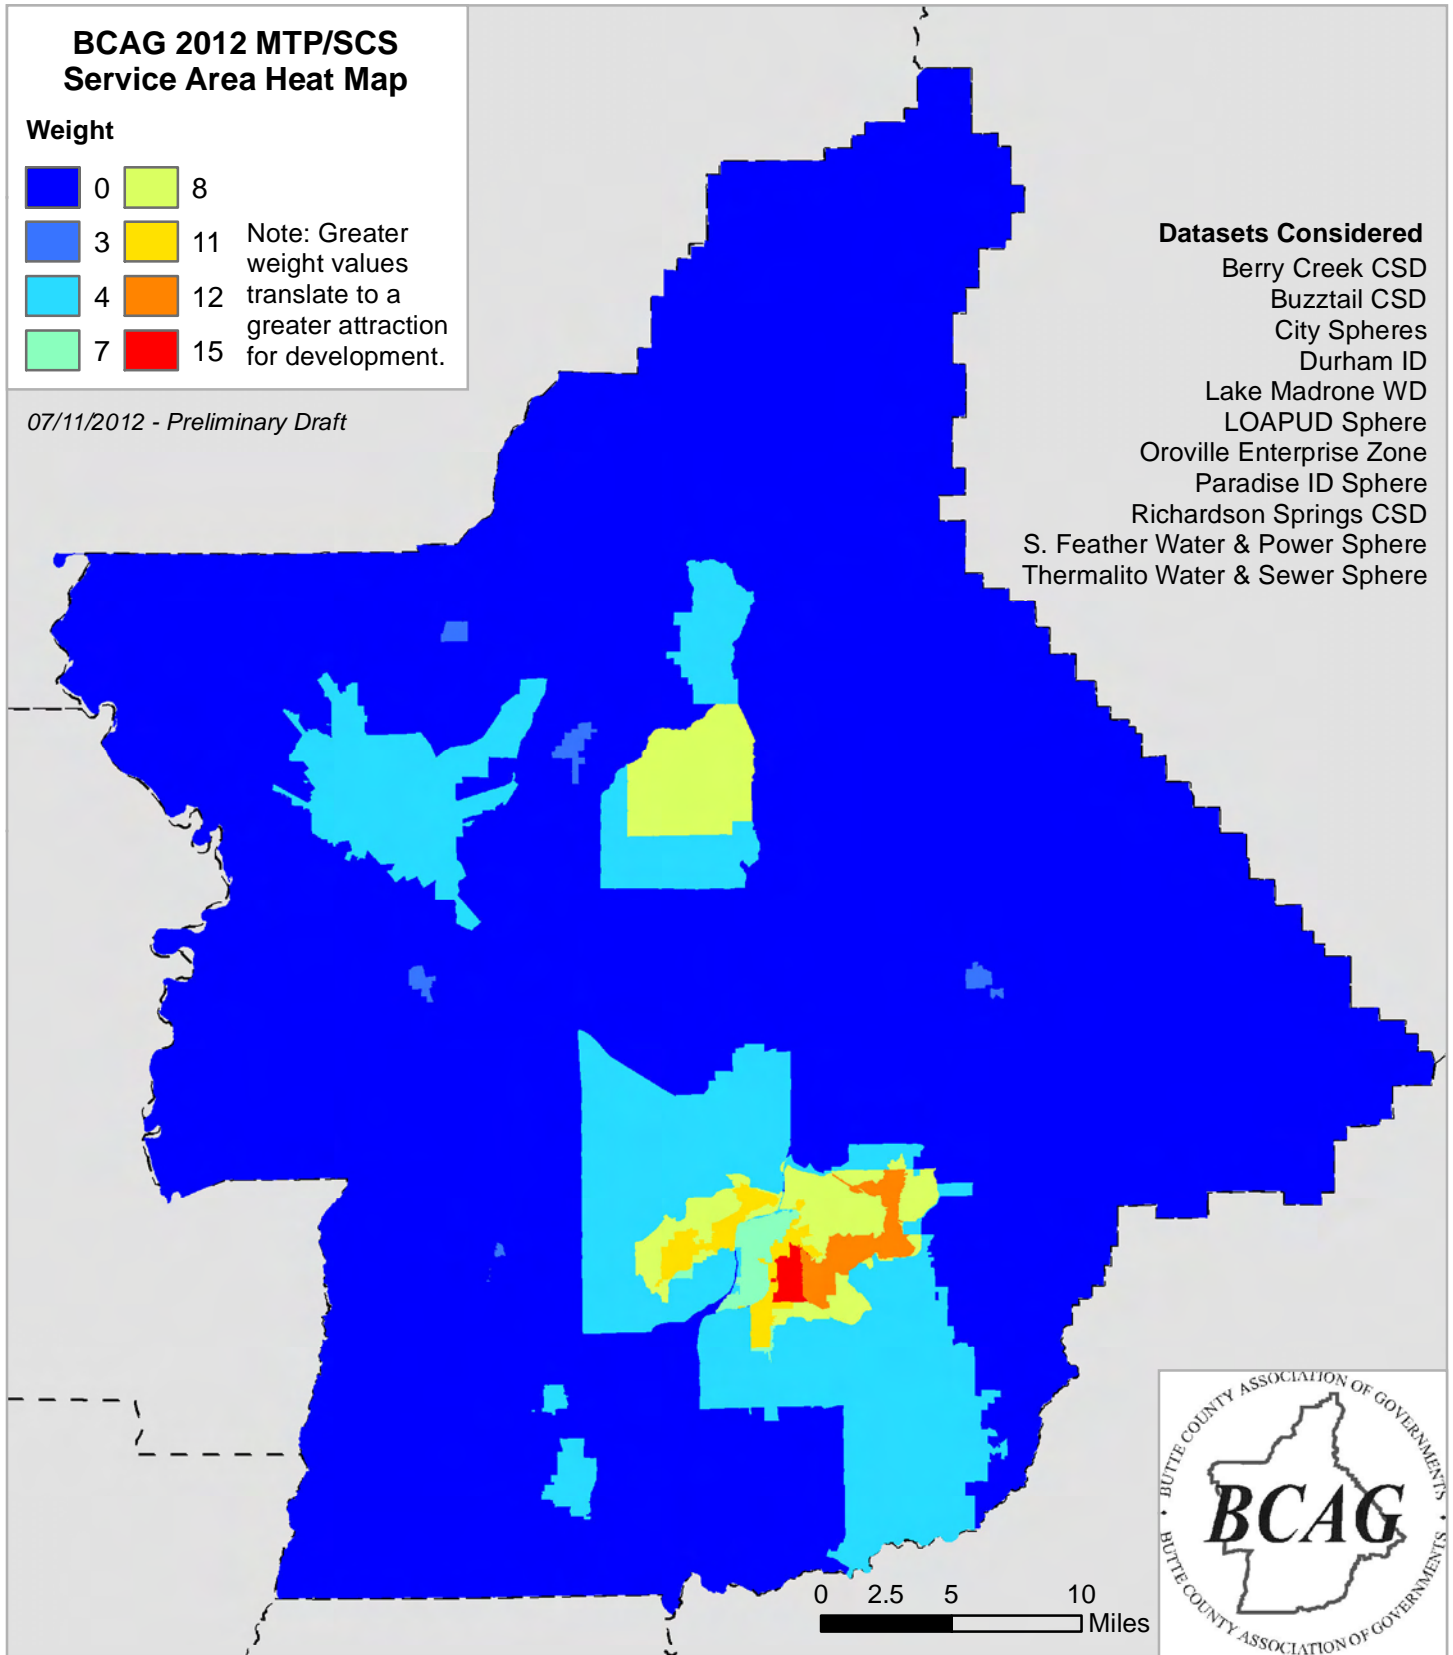 BCAG 2012 MTP/SCS
Service Area Heat Map
Weight
0 8
3 11
4 12
7 15
Note: Greater
weight values
translate to a
greater attraction
for development.
07/11/2012 - Preliminary Draft
Datasets Considered
Berry Creek CSD
Buzztail CSD
City Spheres
Durham ID
Lake Madrone WD
LOAPUD Sphere
Oroville Enterprise Zone
Paradise ID Sphere
Richardson Springs CSD
S. Feather Water & Power Sphere
Thermalito Water & Sewer Sphere
0 2.5 5 10
Miles
BUTTE COUNTY ASSOCIATION OF GOVERNMENTS
BCAG
BUTTE COUNTY ASSOCIATION OF GOVERNMENTS